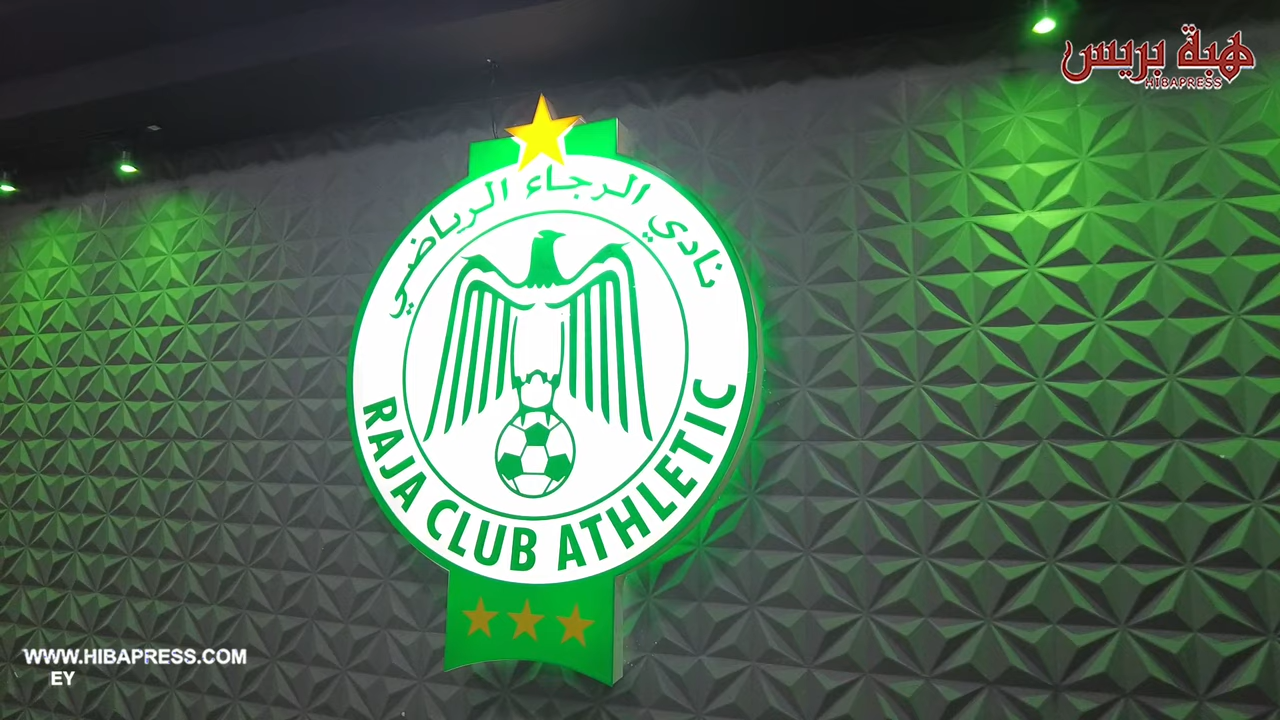 هبة بريس
HIBAPRESS
نادي الرجاء الرياضي
RAJA CLUB ATHLETIC
WWW.HIBAPRESS.COM
EY